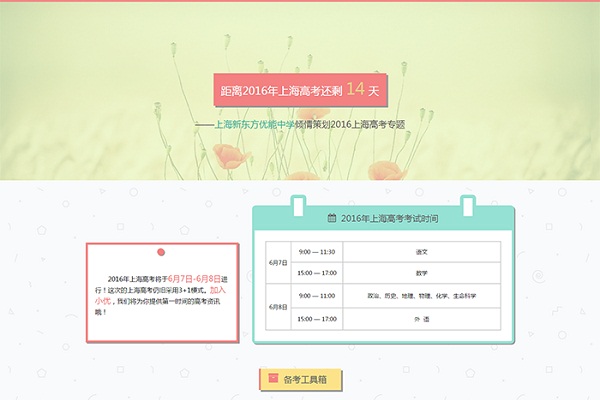 距离2016年上海高考还剩 14 天
——上海新东方优能中学倾情策划2016上海高考专题
2016年上海高考考试时间
6月7日
9:00 — 11:30
语文
15:00 — 17:00
数学
6月8日
9:00 — 11:00
政治、历史、地理、物理、化学、生命科学
15:00 — 17:00
外 语
2016年上海高考将于6月7日-6月8日进
行！这次的上海高考仍旧采用3+1模式。加入
小优，我们将为你提供第一时间的高考资讯
哦！
备考工具箱